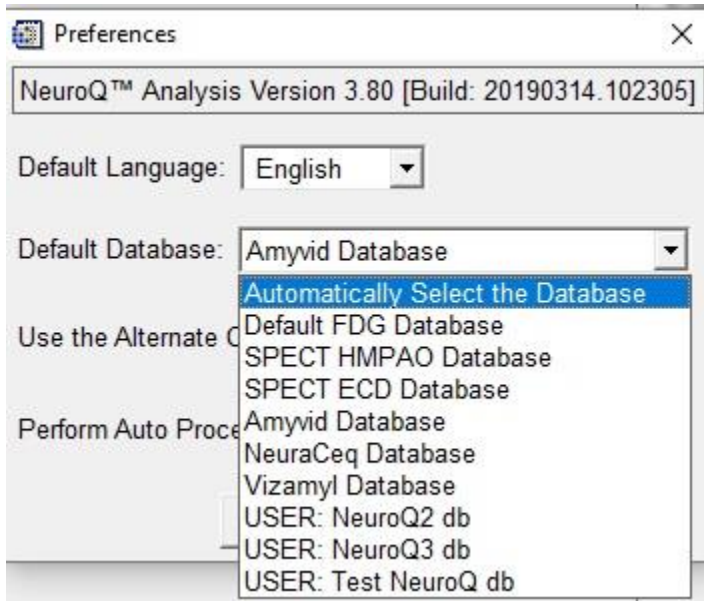 Preferences
NeuroQ™ Analysis Version 3.80 [Build: 20190314.102305]
Default Language: English
Default Database: Amyvid Database
Automatically Select the Database
Default FDG Database
Use the Alternate
SPECT HMPAO Database
SPECT ECD Database
Amyvid Database
Perform Auto
NeuraCeq Database
Vizamyl Database
USER: NeuroQ2 db
USER: NeuroQ3 db
USER: Test NeuroQ db